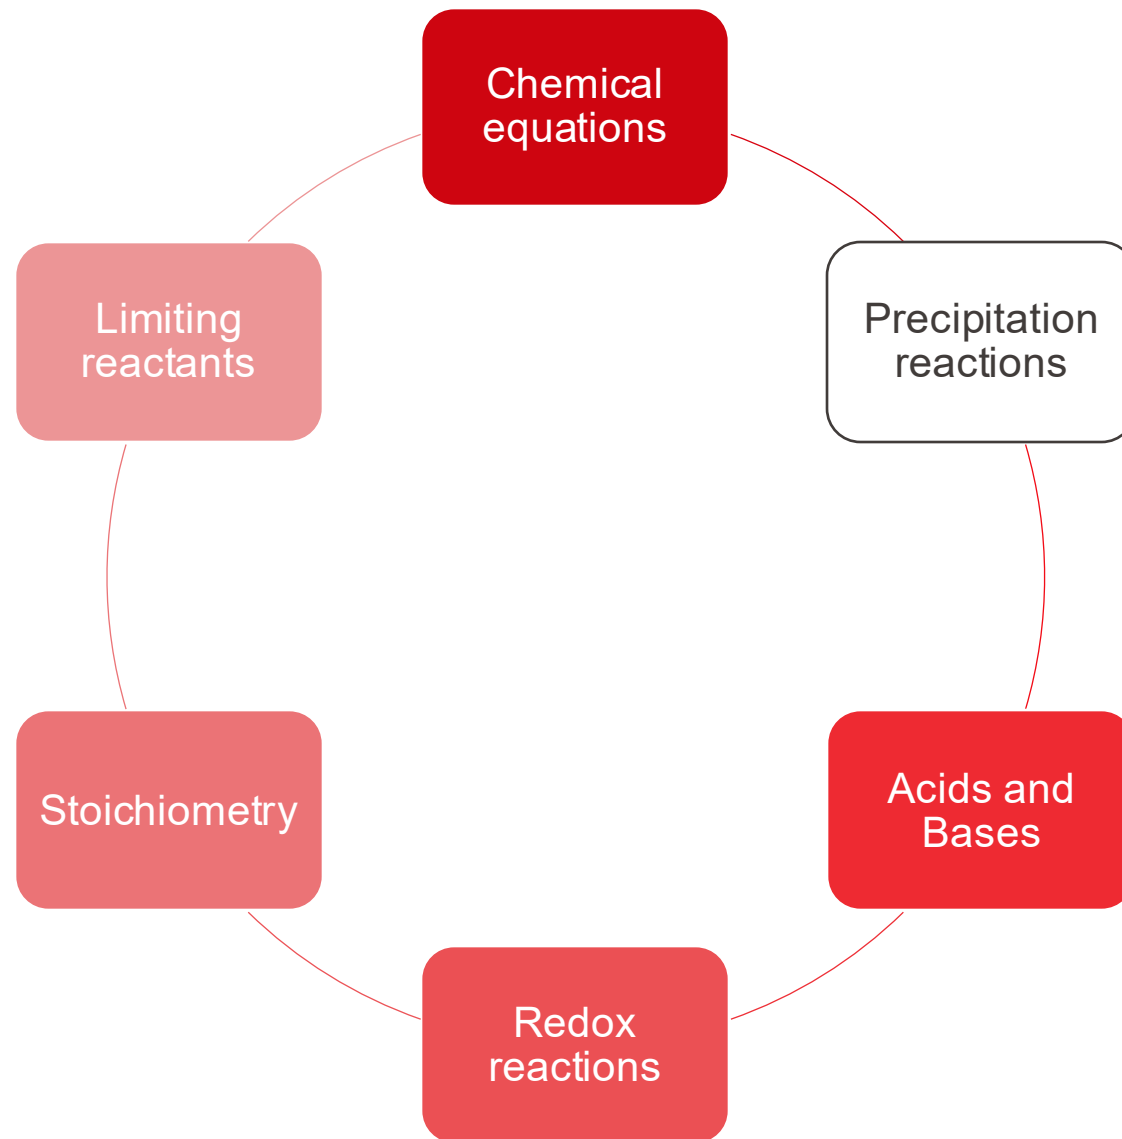 Chemical
equations
Precipitation
reactions
Acids and
Bases
Redox
reactions
Stoichiometry
Limiting
reactants